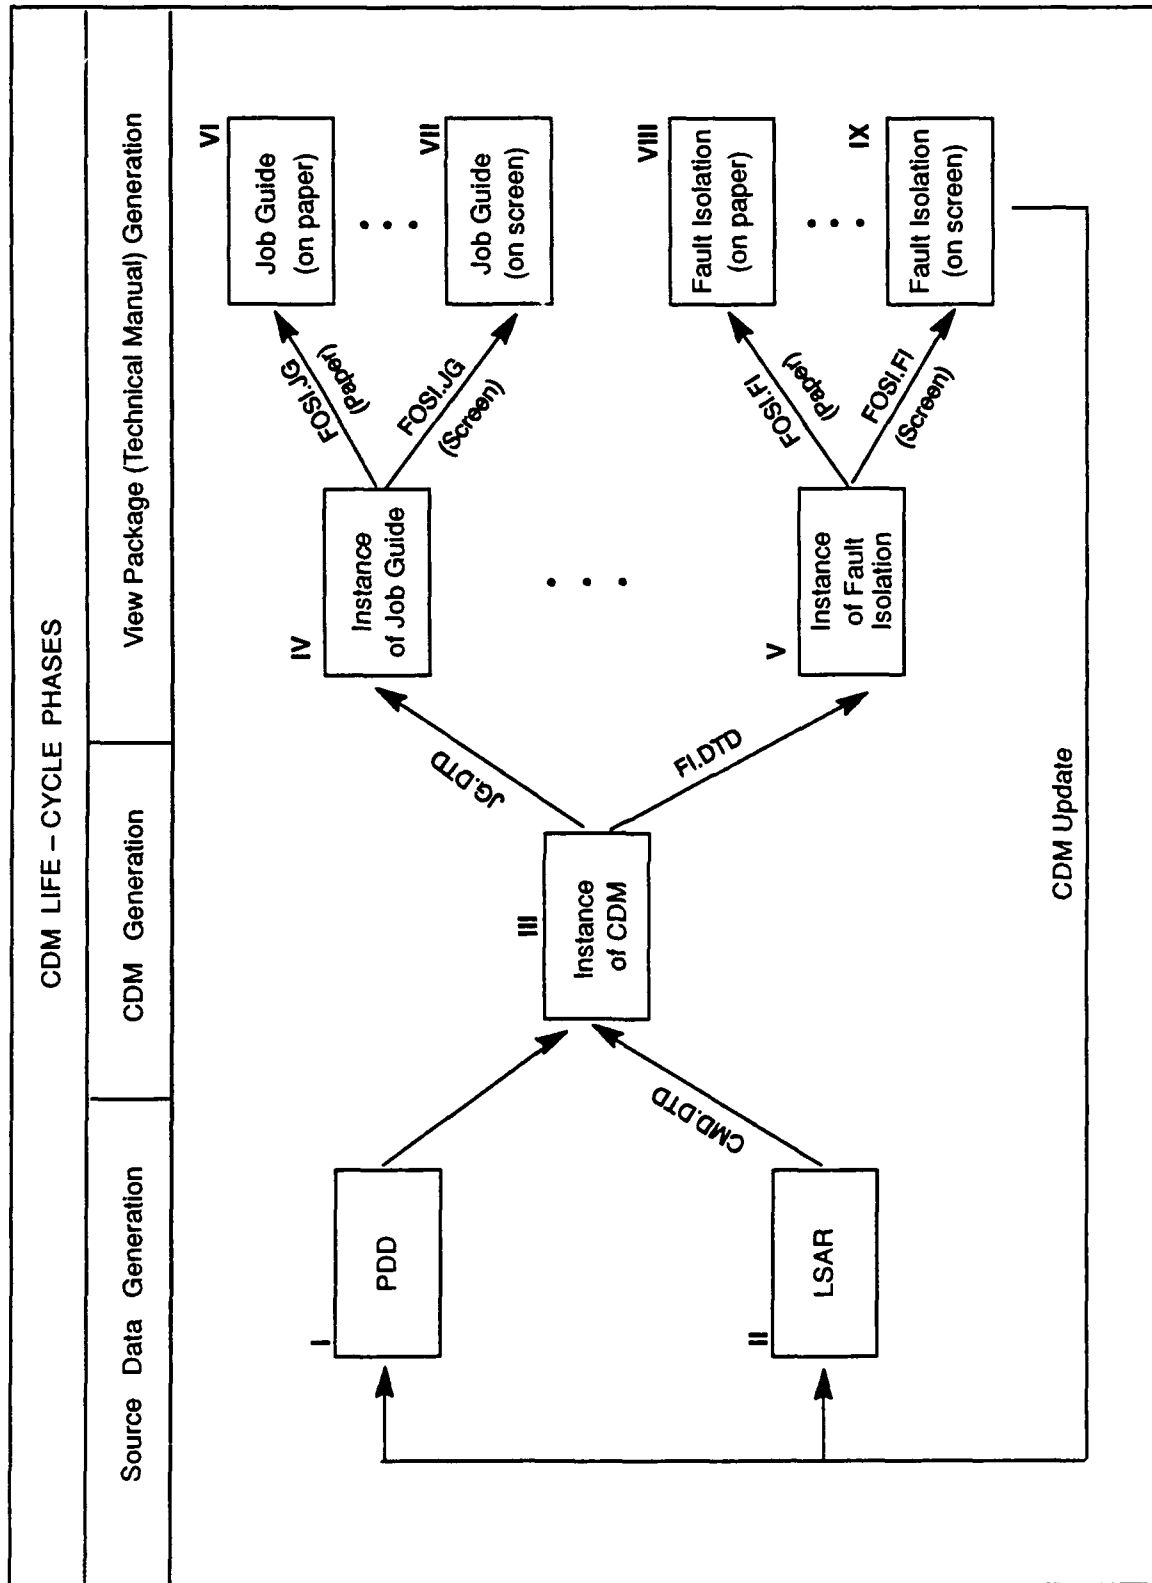 CDM LIFE – CYCLE PHASES
Source Data Generation
CDM Generation
View Package (Technical Manual) Generation
I
PDD
II
LSAR
CMD.DTD
III
Instance
of CDM
JG.DTD
FI.DTD
IV
Instance
of Job Guide
V
Instance
of Fault
Isolation
FOSI.JG
(Paper)
FOSI.JG
(Screen)
FOSI.FI
(Paper)
FOSI.FI
(Screen)
VI
Job Guide
(on paper)
VII
Job Guide
(on screen)
VIII
Fault Isolation
(on paper)
IX
Fault Isolation
(on screen)
CDM Update